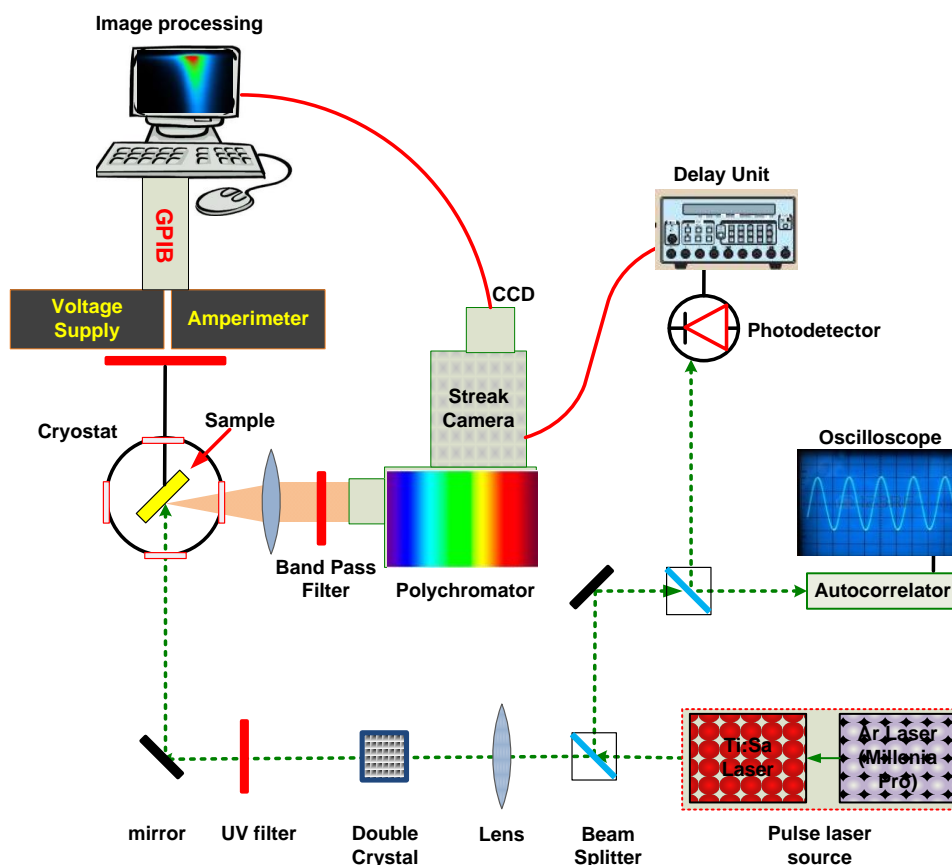 Image processing
GPIB
Voltage
Supply
Amperimeter
Delay Unit
CCD
Photodetector
Streak
Camera
Cryostat
Sample
Oscilloscope
Band Pass
Filter
Polychromator
Autocorrelator
Ti:Sa
Laser
Ar Laser
(Millenia
Pro)
mirror
UV filter
Double
Crystal
Lens
Beam
Splitter
Pulse laser
source